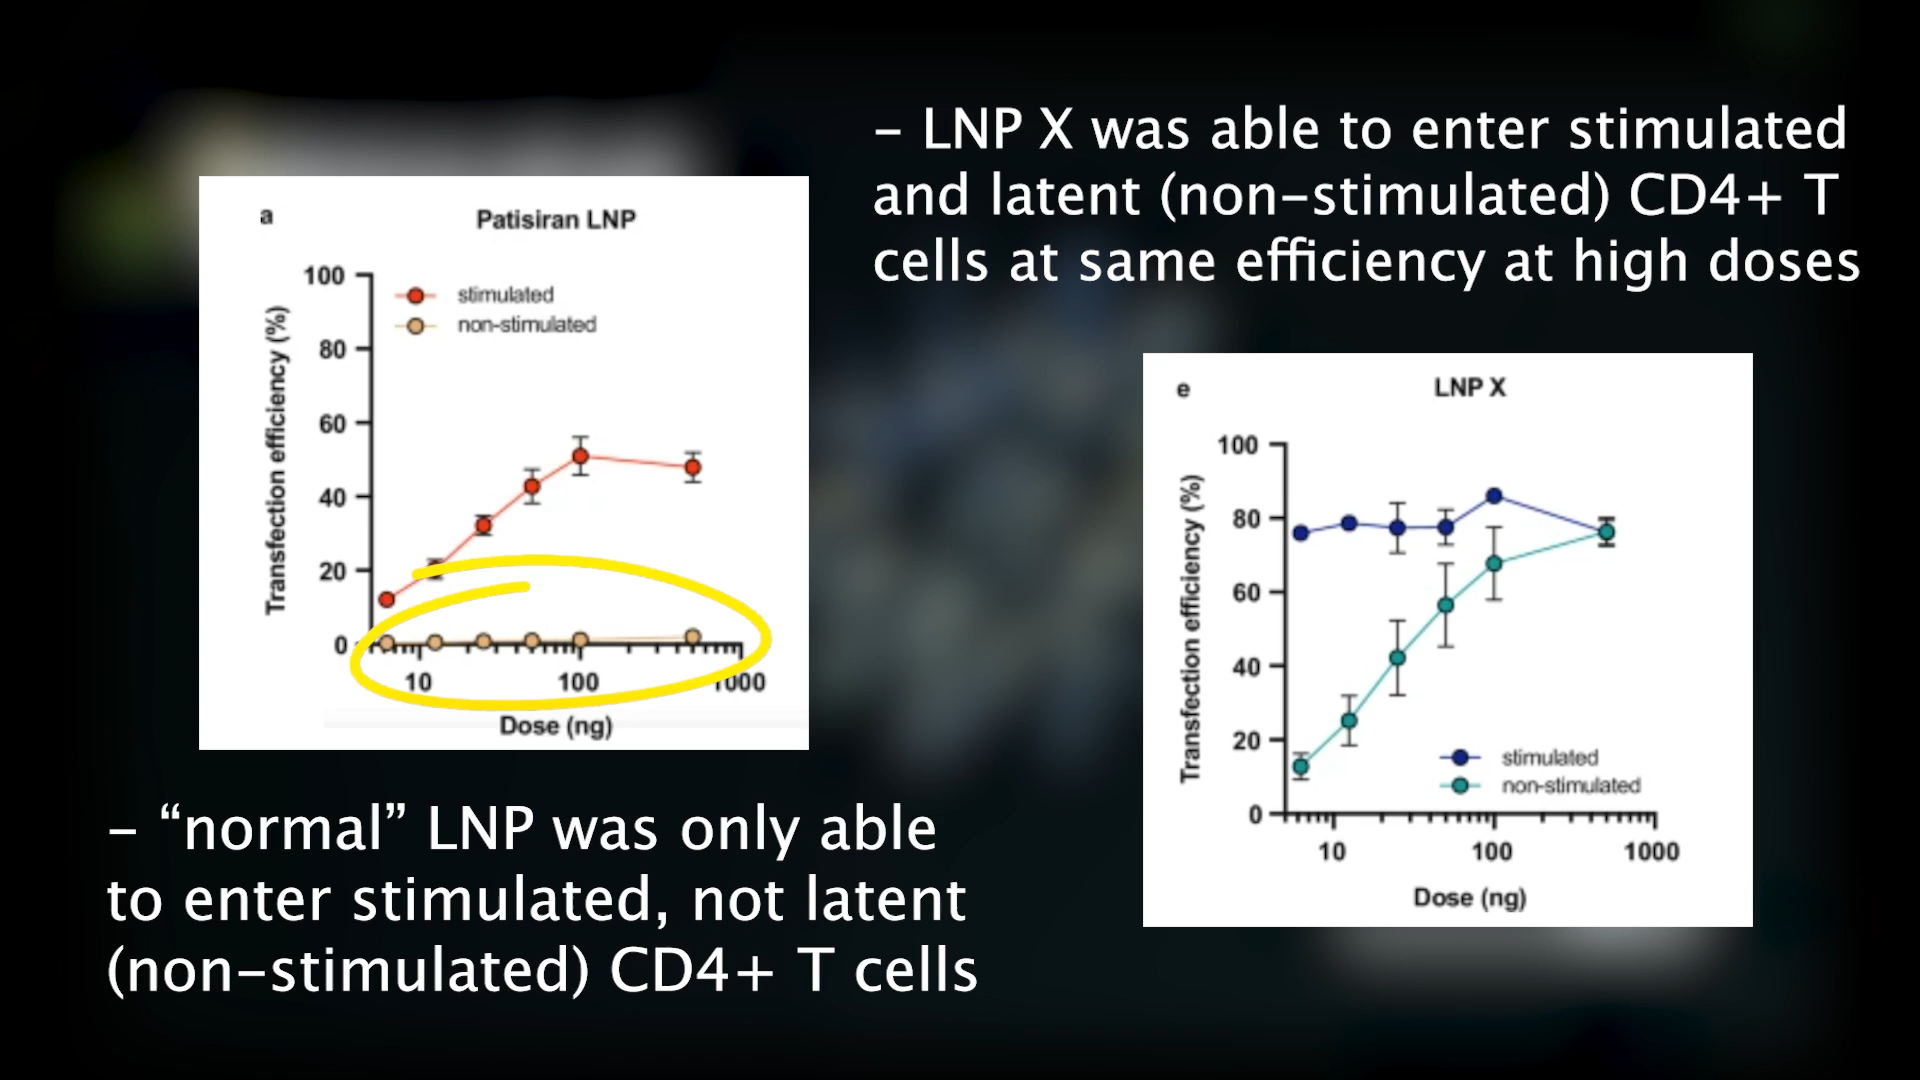 – LNP X was able to enter stimulated
and latent (non-stimulated) CD4+ T
cells at same efficiency at high doses
a
Patisiran LNP
100
80
60
40
20
0
Transfection efficiency (%)
stimulated
non-stimulated
10
100
1000
Dose (ng)
e
LNP X
100
80
60
40
20
0
Transfection efficiency (%)
stimulated
non-stimulated
10
100
1000
Dose (ng)
– “normal” LNP was only able
to enter stimulated, not latent
(non-stimulated) CD4+ T cells